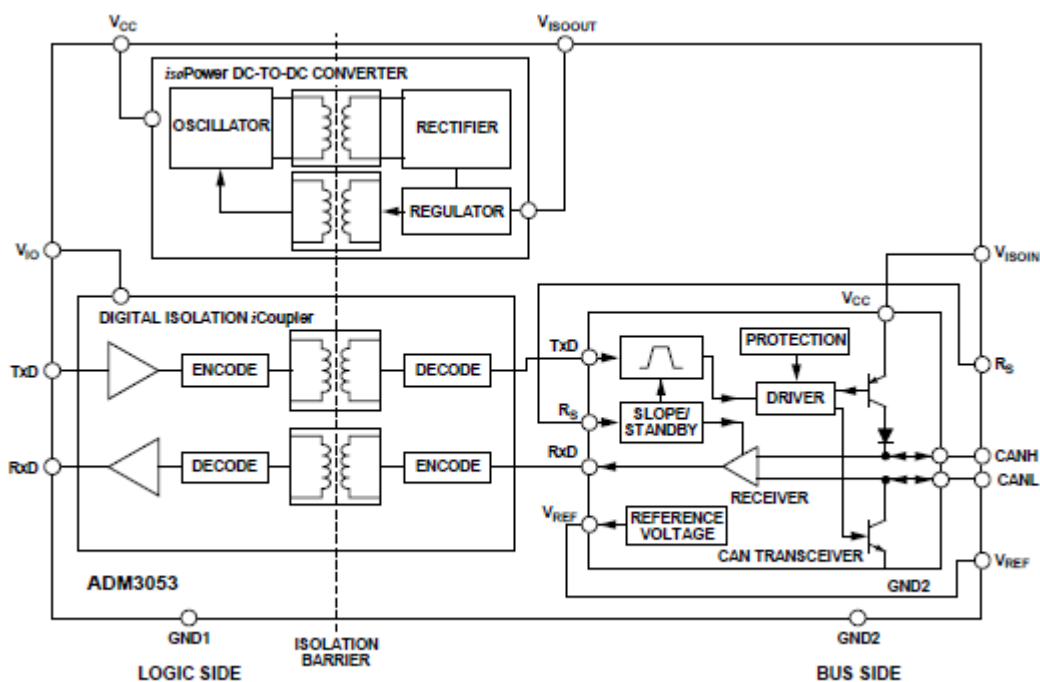 VCC
VISOOUT
isoPower DC-TO-DC CONVERTER
OSCILLATOR
RECTIFIER
REGULATOR
VIO
VISOIN
DIGITAL ISOLATION iCoupler
VCC
TxD
ENCODE
DECODE
TxD
PROTECTION
RS
DRIVER
RS
SLOPE/
STANDBY
RxD
DECODE
ENCODE
RxD
CANH
CANL
RECEIVER
VREF
REFERENCE
VOLTAGE
CAN TRANSCEIVER
VREF
ADM3053
GND2
GND1
ISOLATION
BARRIER
GND2
LOGIC SIDE
BUS SIDE